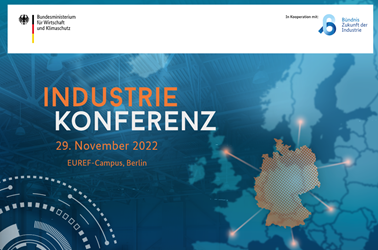 Bundesministerium
für Wirtschaft
und Klimaschutz
In Kooperation mit
Bündnis
Zukunft der
Industrie
INDUSTRIE
KONFERENZ
29. November 2022
EUREF-Campus, Berlin